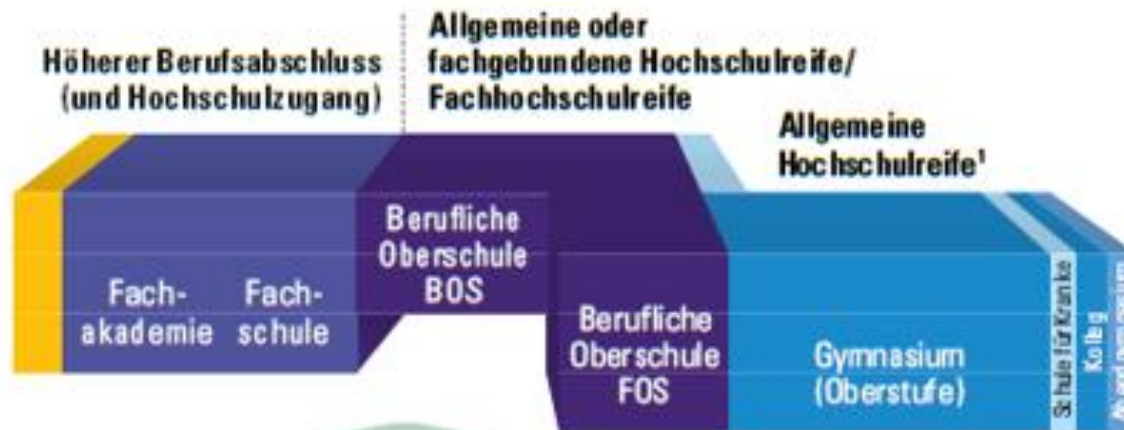 Höherer Berufsabschluss
(und Hochschulzugang)
Allgemeine oder
fachgebundene Hochschulreife/
Fachhochschulreife
Allgemeine
Hochschulreife¹
Fach-
akademie
Fach-
schule
Berufliche
Oberschule
BOS
Berufliche
Oberschule
FOS
Gymnasium
(Oberstufe)
Schule für Kranke
Kolleg